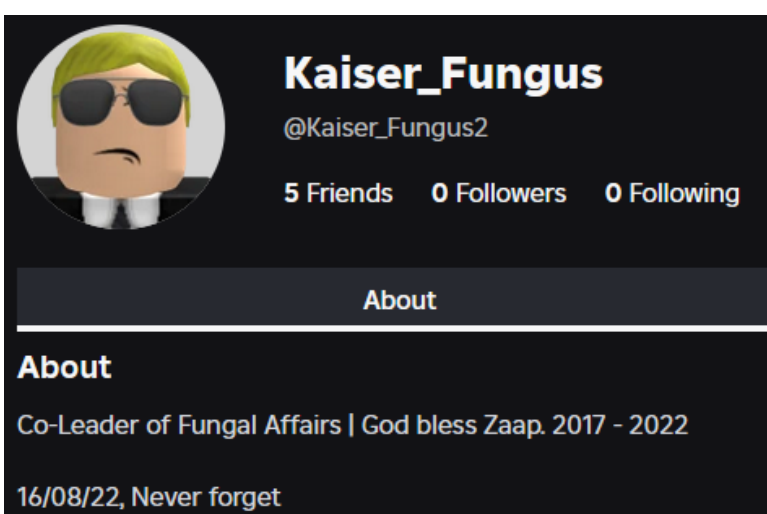 Kaiser_Fungus
@Kaiser_Fungus2
5 Friends 0 Followers 0 Following
About
About
Co-Leader of Fungal Affairs | God bless Zaap. 2017 - 2022
16/08/22, Never forget